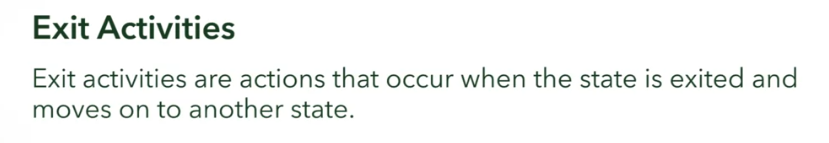 Exit Activities
Exit activities are actions that occur when the state is exited and
moves on to another state.